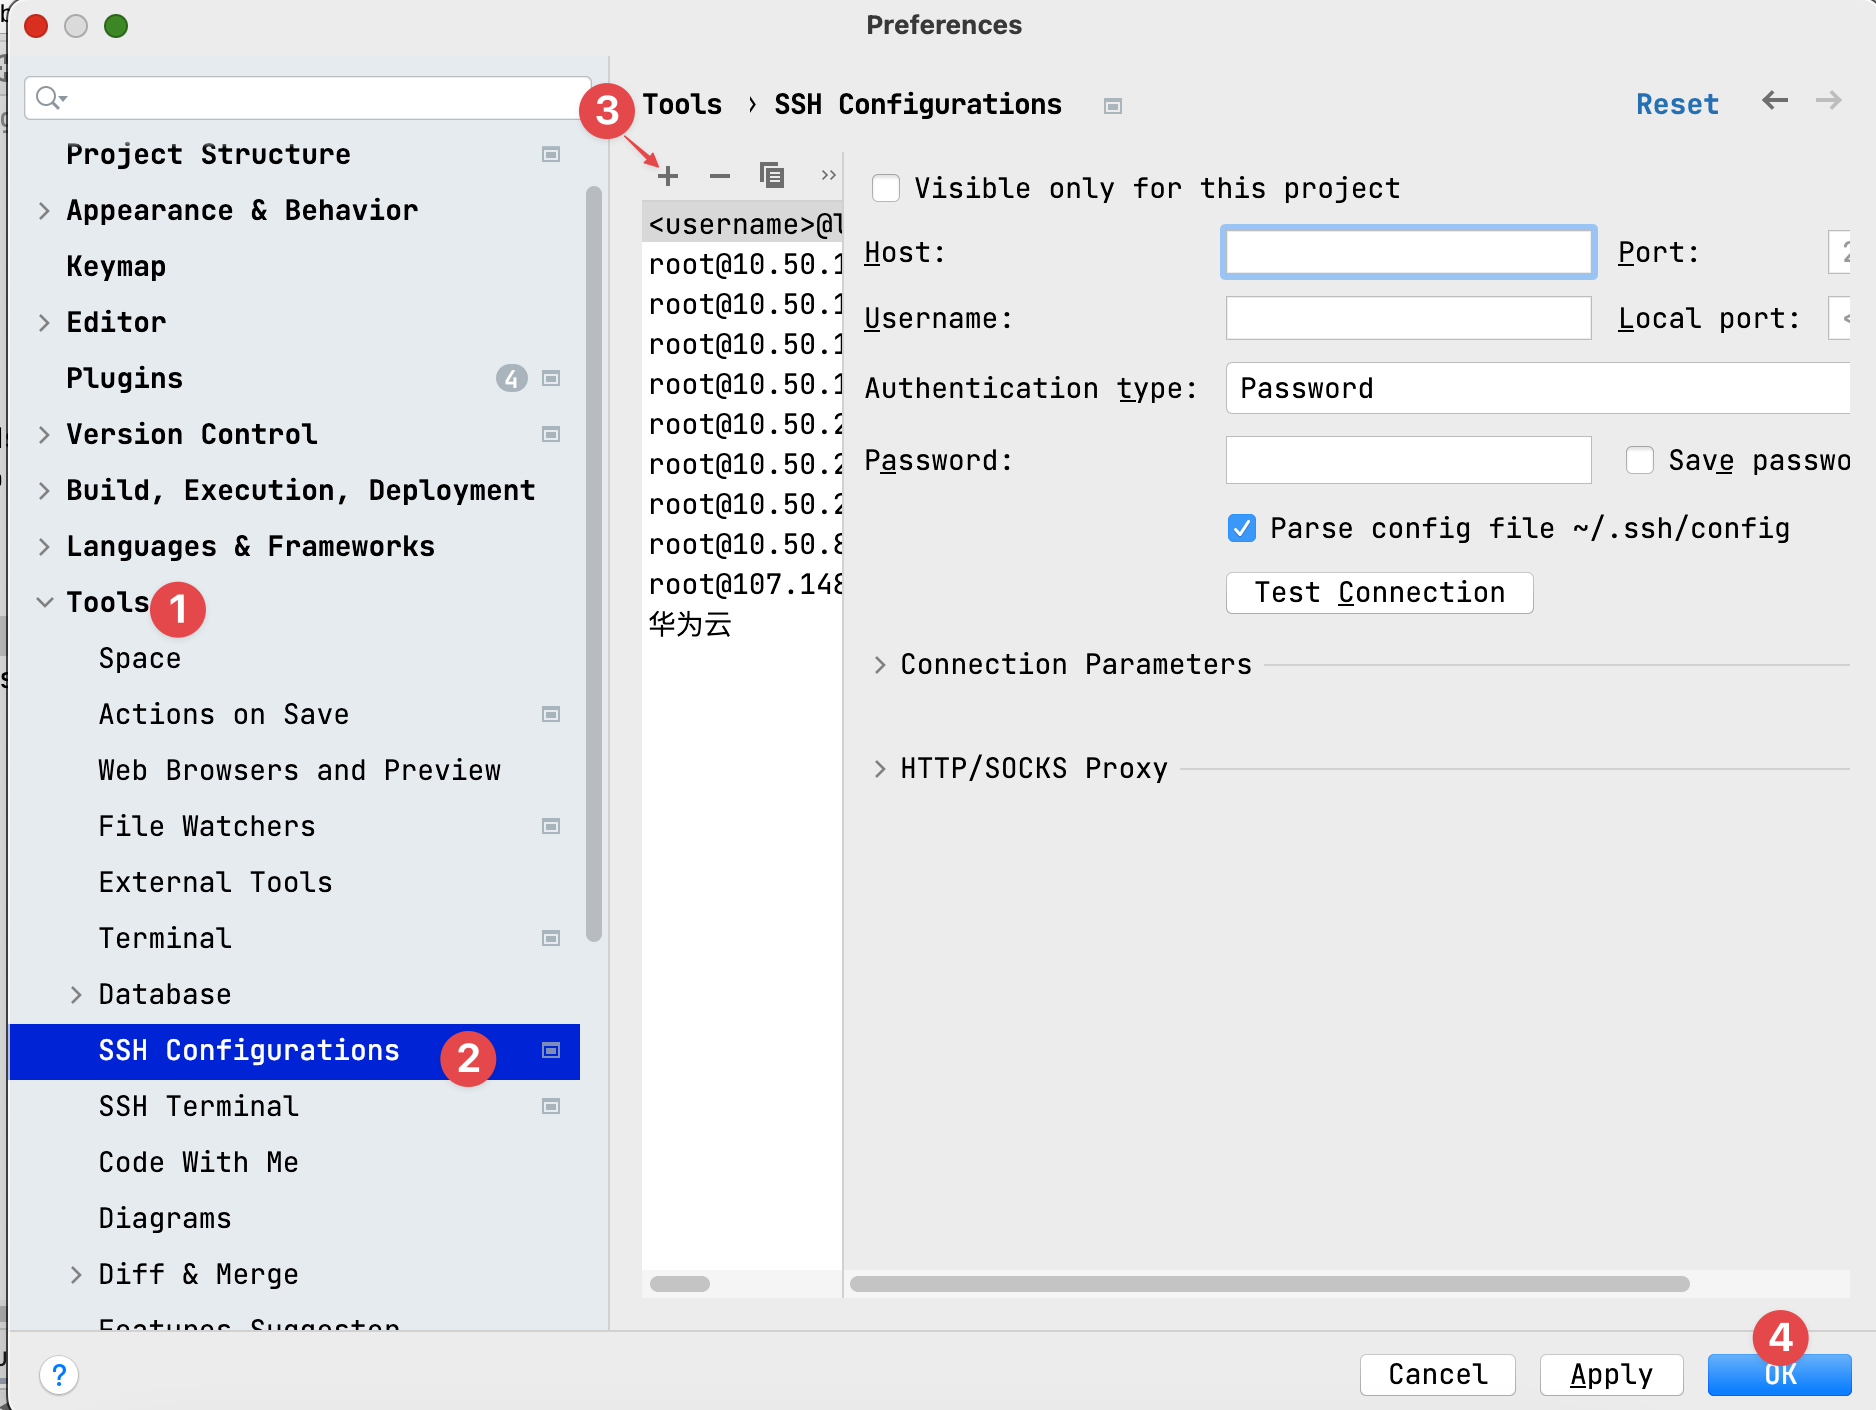 Preferences
Project Structure
Appearance & Behavior
Keymap
Editor
Plugins 4
Version Control
Build, Execution, Deployment
Languages & Frameworks
Tools 1
Space
Actions on Save
Web Browsers and Preview
File Watchers
External Tools
Terminal
Database
SSH Configurations 2
SSH Terminal
Code With Me
Diagrams
Diff & Merge
Features Suggester
?
3 Tools › SSH Configurations
Reset
<username>@l
root@10.50.1
root@10.50.1
root@10.50.1
root@10.50.1
root@10.50.2
root@10.50.2
root@10.50.2
root@10.50.8
root@107.148
华为云
Visible only for this project
Host: Port: 2
Username: Local port: <
Authentication type: Password
Password: Save passwo
Parse config file ~/.ssh/config
Test Connection
Connection Parameters
HTTP/SOCKS Proxy
4
Cancel Apply OK